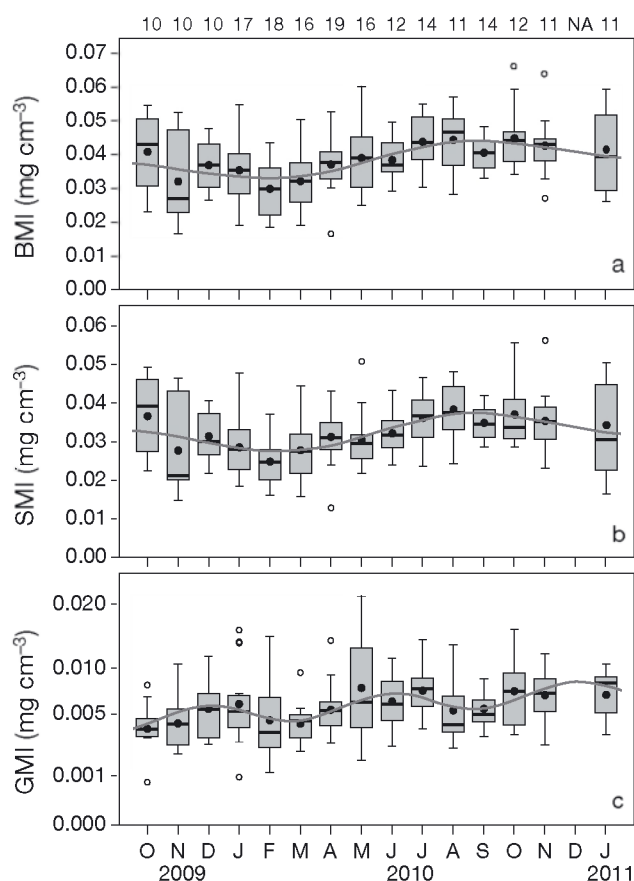 10 10 10 17 18 16 19 16 12 14 11 14 12 11 NA 11
0.07
0.06
0.05
0.04
0.03
0.02
0.01
0.00
BMI (mg cm⁻³)
a
0.06
0.05
0.04
0.03
0.02
0.01
0.00
SMI (mg cm⁻³)
b
0.020
0.010
0.005
0.001
0.000
GMI (mg cm⁻³)
c
O N D J F M A M J J A S O N D J
2009 2010 2011